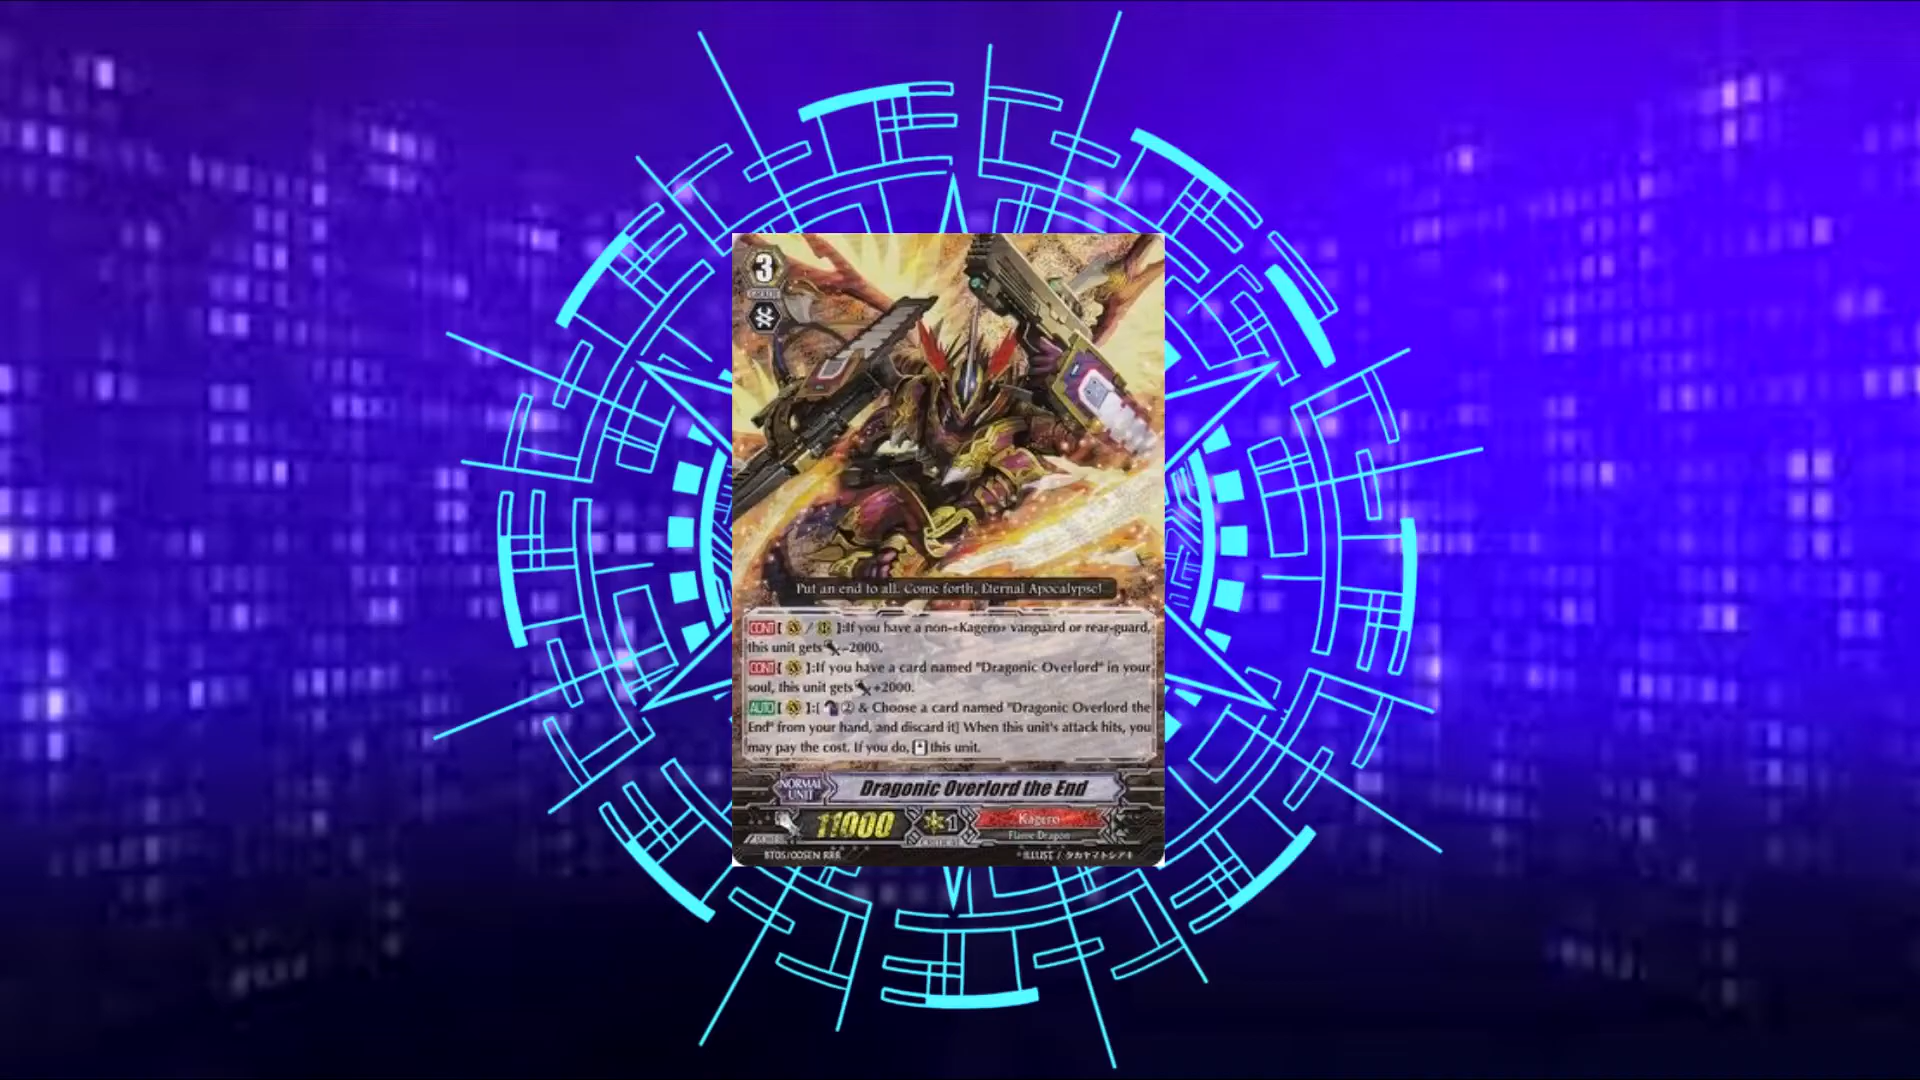 3
GRADE
Put an end to all. Come forth, Eternal Apocalypse!
CONT[ / ]:If you have a non-«Kagero» vanguard or rear-guard,
this unit gets -2000.
CONT[ ]:If you have a card named "Dragonic Overlord" in your
soul, this unit gets +2000.
AUTO[ ]:[ ② & Choose a card named "Dragonic Overlord the
End" from your hand, and discard it] When this unit's attack hits, you
may pay the cost. If you do, this unit.
NORMAL
UNIT
Dragonic Overlord the End
POWER 11000
1
CRITICAL
Kagero
Flame Dragon
BT05/005EN RRR
ILLUST / タカヤマトシアキ